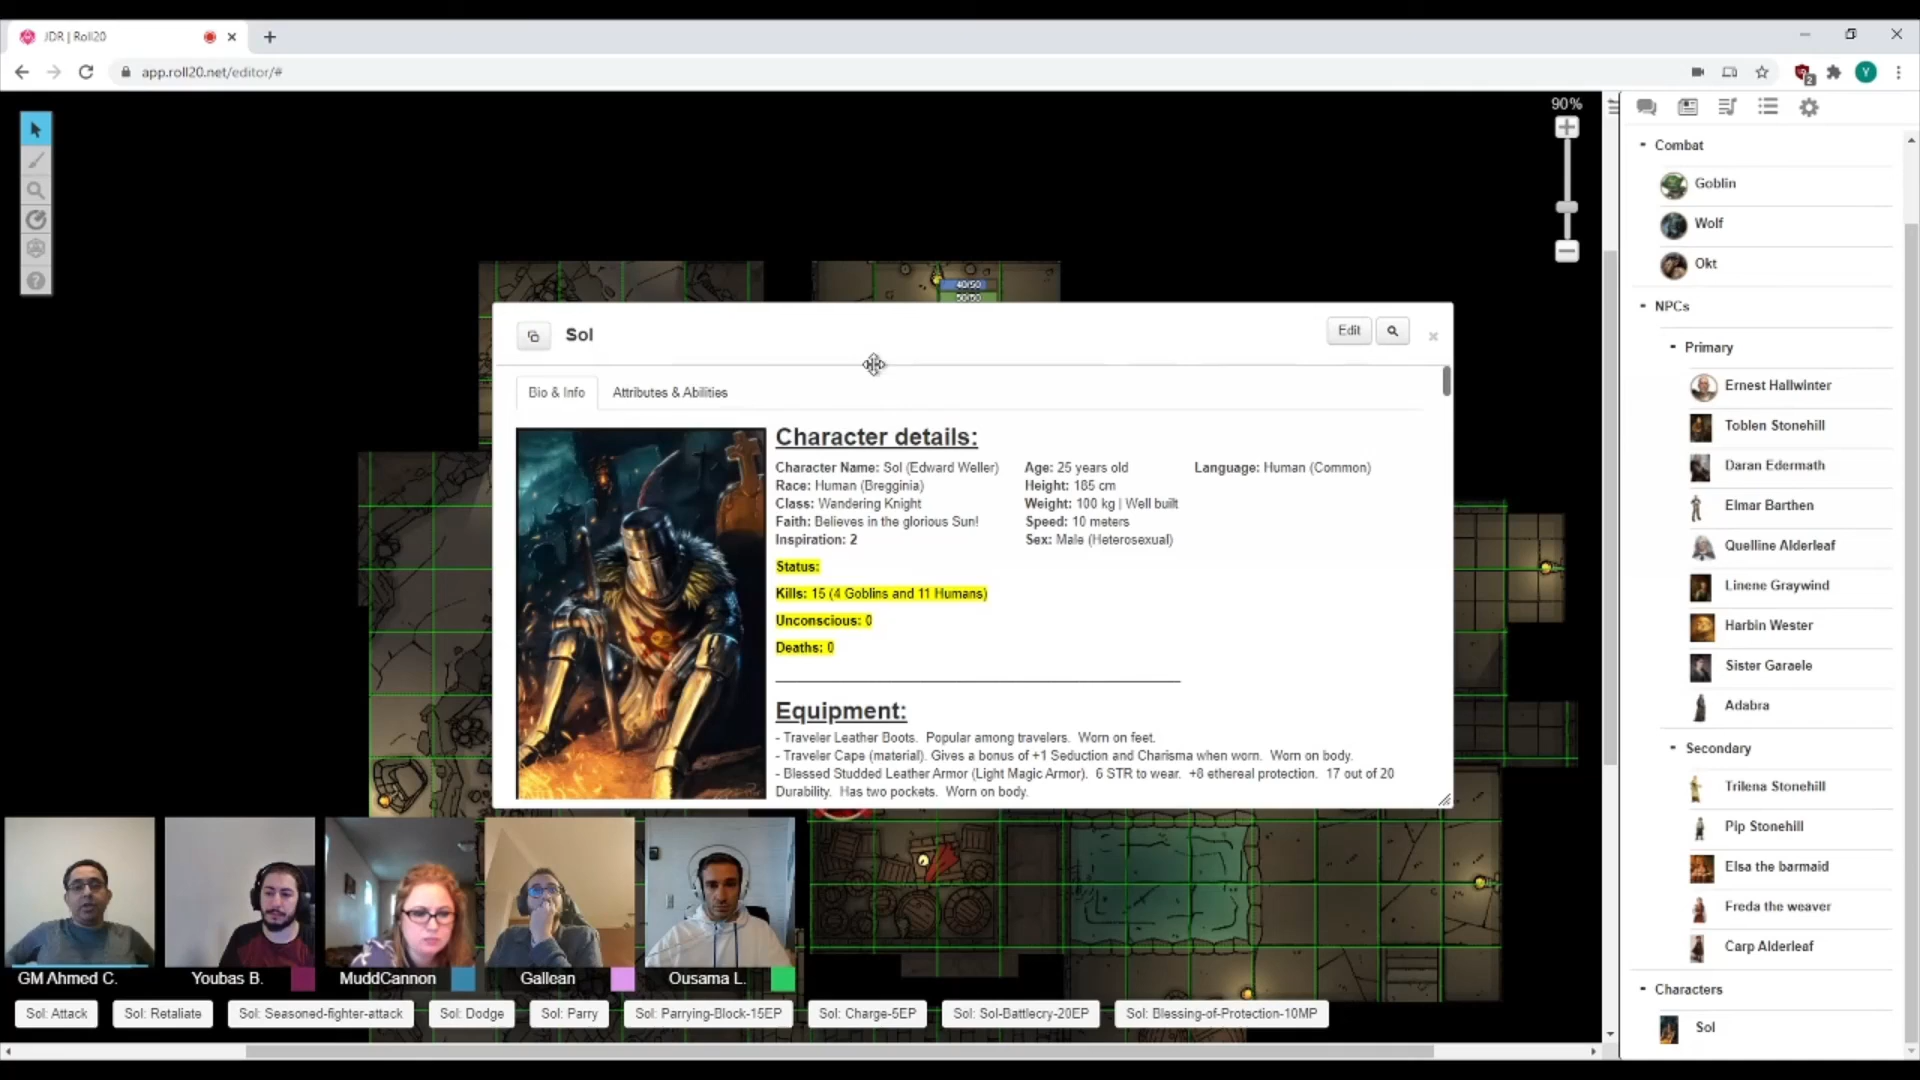 JDR | Roll20
app.roll20.net/editor/#
2
Y
90%
40/50
50/50
Sol
Edit
Bio & Info
Attributes & Abilities
Character details:
Character Name: Sol (Edward Weller)
Race: Human (Bregginia)
Class: Wandering Knight
Faith: Believes in the glorious Sun!
Inspiration: 2
Age: 25 years old
Height: 185 cm
Weight: 100 kg | Well built
Speed: 10 meters
Sex: Male (Heterosexual)
Language: Human (Common)
Status:
Kills: 15 (4 Goblins and 11 Humans)
Unconscious: 0
Deaths: 0
Equipment:
- Traveler Leather Boots. Popular among travelers. Worn on feet.
- Traveler Cape (material). Gives a bonus of +1 Seduction and Charisma when worn. Worn on body.
- Blessed Studded Leather Armor (Light Magic Armor). 6 STR to wear. +8 ethereal protection. 17 out of 20
Durability. Has two pockets. Worn on body.
GM Ahmed C.
Youbas B.
MuddCannon
Gallean
Ousama L.
Sol: Attack
Sol: Retaliate
Sol: Seasoned-fighter-attack
Sol: Dodge
Sol: Parry
Sol: Parrying-Block-15EP
Sol: Charge-5EP
Sol: Sol-Battlecry-20EP
Sol: Blessing-of-Protection-10MP
Combat
Goblin
Wolf
Okt
NPCs
Primary
Ernest Hallwinter
Toblen Stonehill
Daran Edermath
Elmar Barthen
Quelline Alderleaf
Linene Graywind
Harbin Wester
Sister Garaele
Adabra
Secondary
Trilena Stonehill
Pip Stonehill
Elsa the barmaid
Freda the weaver
Carp Alderleaf
Characters
Sol